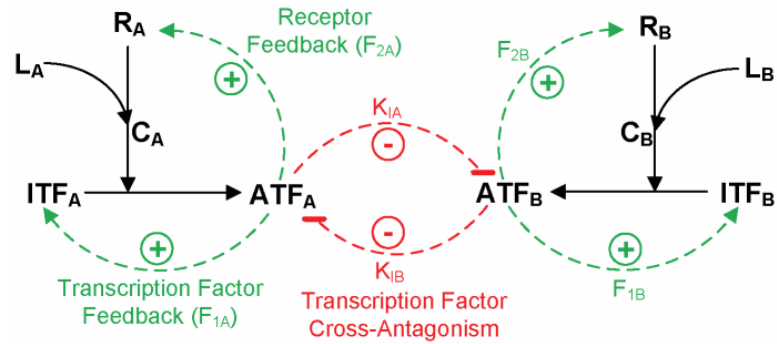 Receptor
Feedback (F2A)
RA
LA
CA
ITFA
ATFA
+
+
Transcription Factor
Feedback (F1A)
KIA
-
-
KIB
Transcription Factor
Cross-Antagonism
F2B
+
RB
LB
CB
ATFB
ITFB
+
F1B